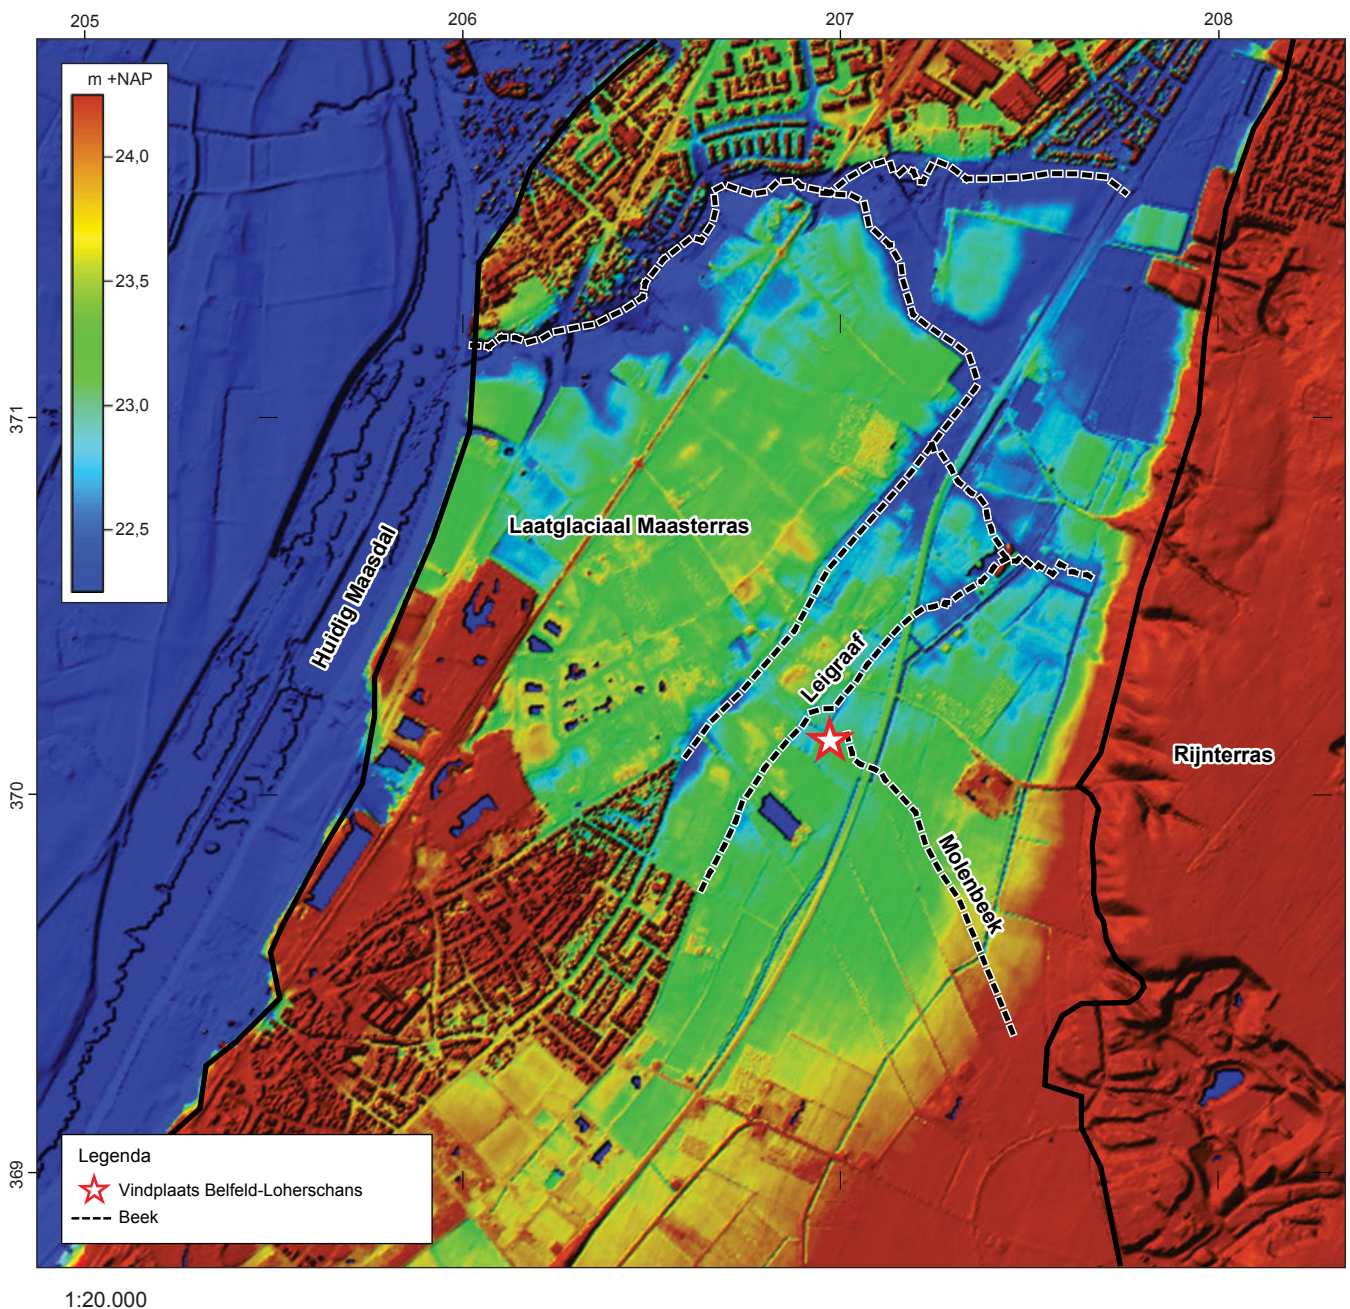 205
206
207
208
m +NAP
24,0
23,5
23,0
22,5
371
370
369
Laatglaciaal Maasterras
Huidig Maasdal
Leigraaf
Rijnterras
Molenbeek
Legenda
Vindplaats Belfeld-Loherschans
Beek
1:20.000